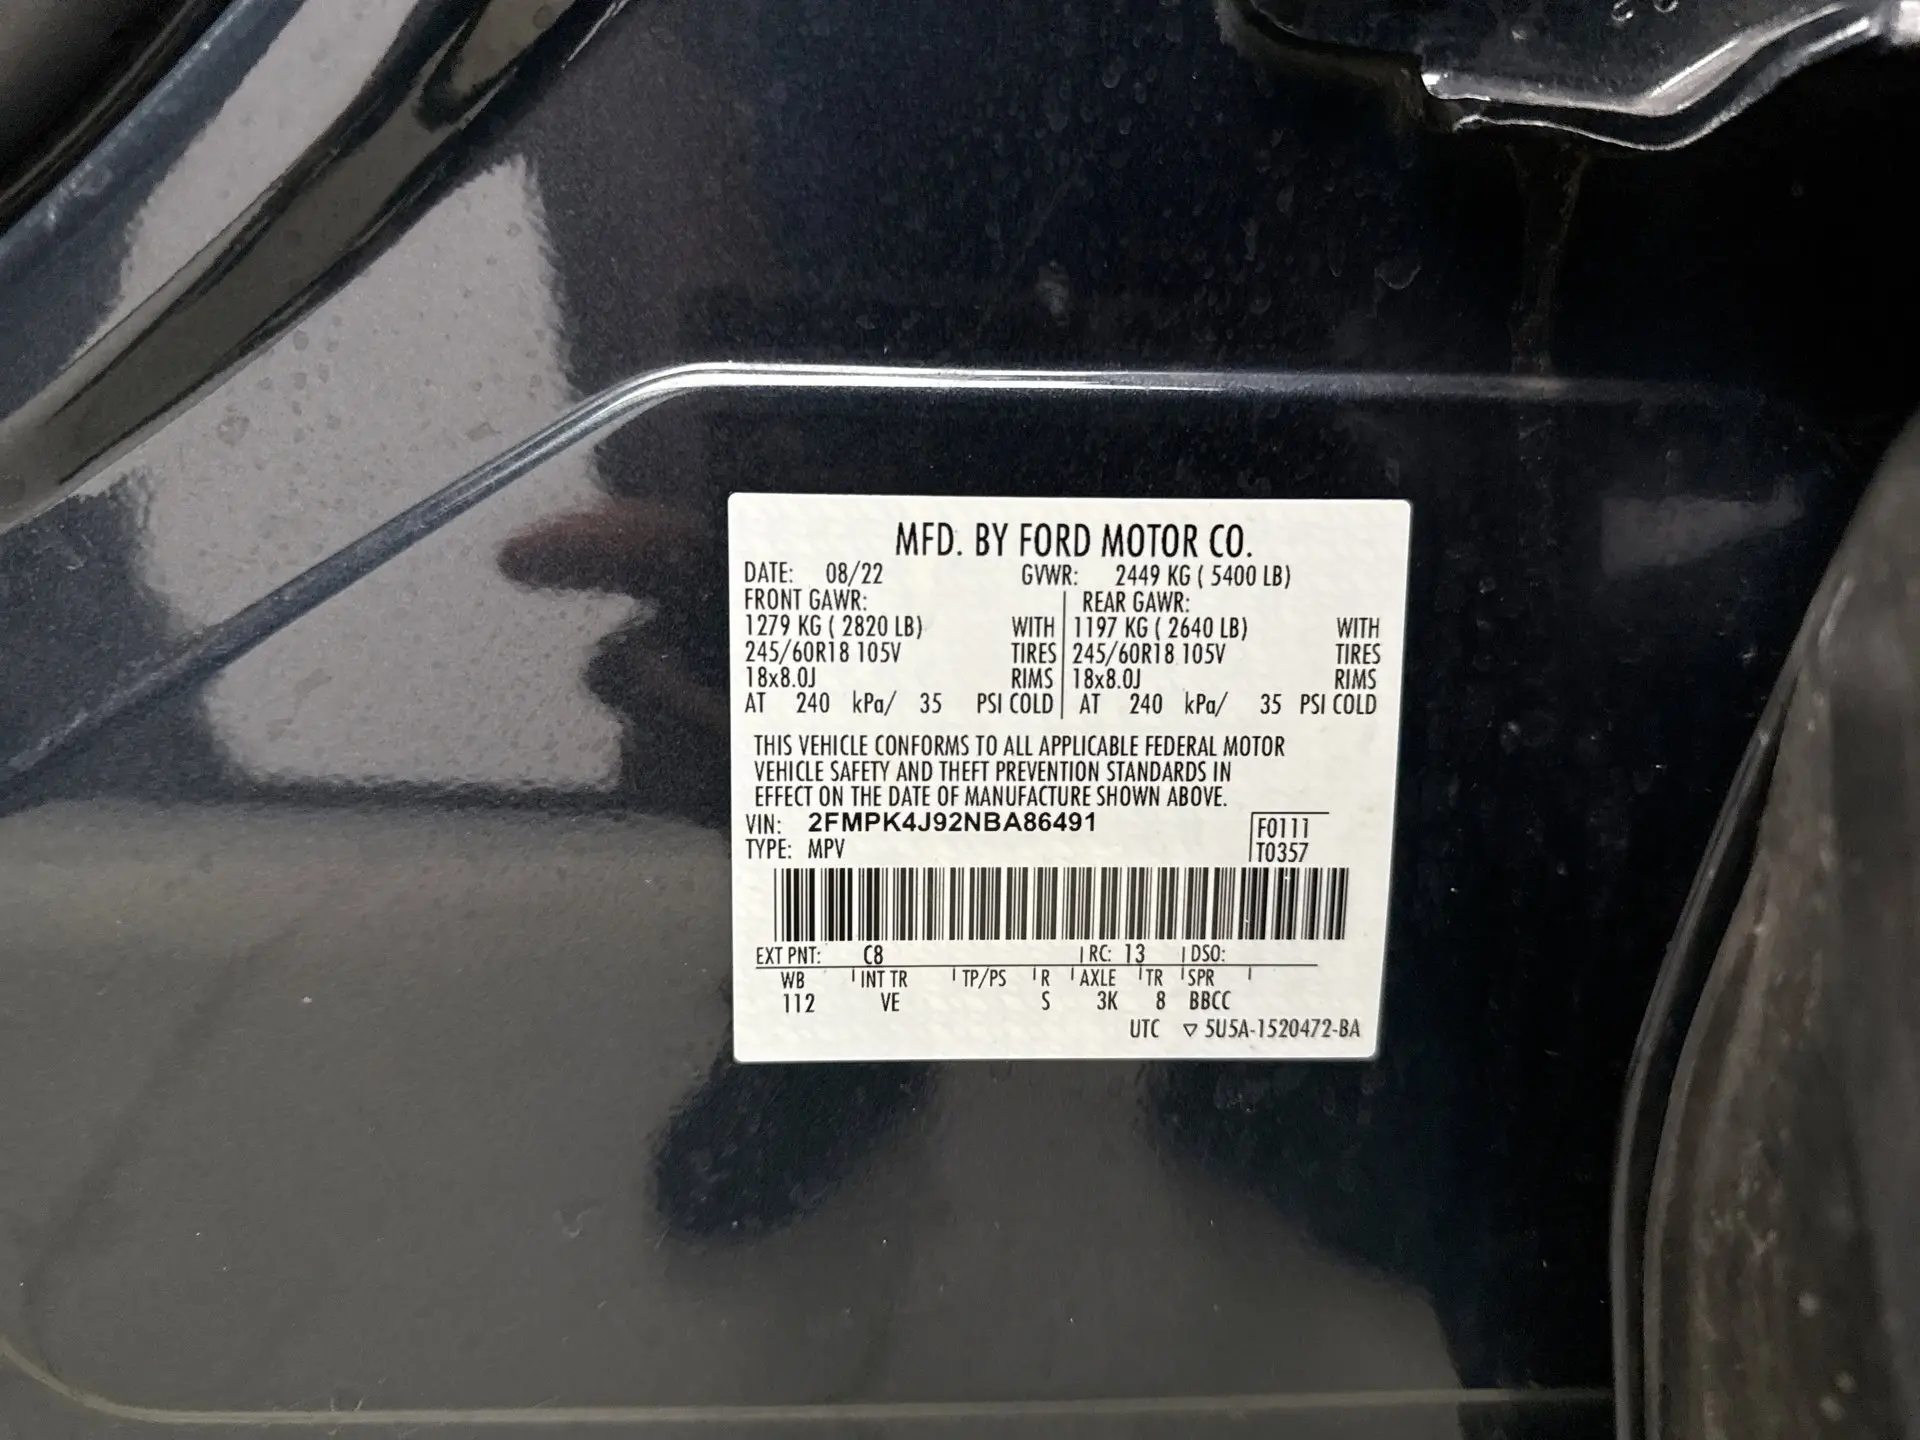 MFD. BY FORD MOTOR CO.
DATE: 08/22 GVWR: 2449 KG ( 5400 LB)
FRONT GAWR: REAR GAWR:
1279 KG ( 2820 LB) WITH 1197 KG ( 2640 LB) WITH
245/60R18 105V TIRES 245/60R18 105V TIRES
18x8.0J RIMS 18x8.0J RIMS
AT 240 kPa/ 35 PSI COLD AT 240 kPa/ 35 PSI COLD
THIS VEHICLE CONFORMS TO ALL APPLICABLE FEDERAL MOTOR
VEHICLE SAFETY AND THEFT PREVENTION STANDARDS IN
EFFECT ON THE DATE OF MANUFACTURE SHOWN ABOVE.
VIN: 2FMPK4J92NBA86491 F0111
TYPE: MPV T0357
EXT PNT: C8 RC: 13 DSO:
WB INT TR TP/PS R AXLE TR SPR
112 VE S 3K 8 BBCC
UTC ▽ 5U5A-1520472-BA